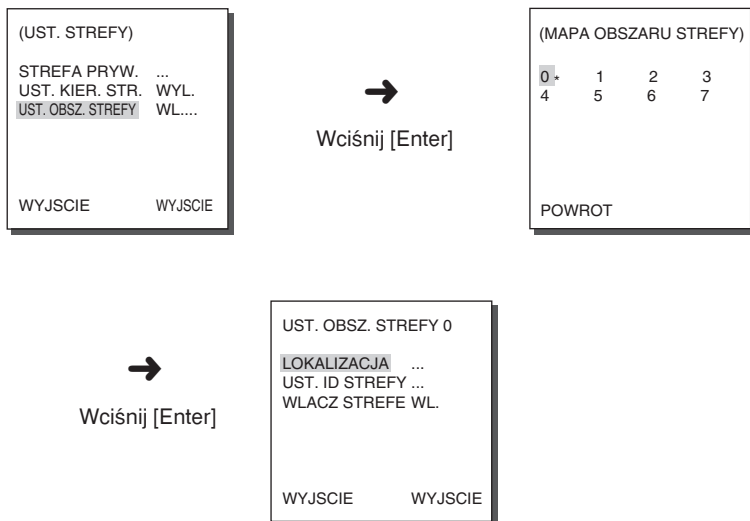 (UST. STREFY)
STREFA PRYW. ...
UST. KIER. STR. WYL.
UST. OBSZ. STREFY WL....
WYJSCIE WYJSCIE
➔
Wciśnij [Enter]
(MAPA OBSZARU STREFY)
0 * 1 2 3
4 5 6 7
POWROT
➔
Wciśnij [Enter]
UST. OBSZ. STREFY 0
LOKALIZACJA ...
UST. ID STREFY ...
WLACZ STREFE WL.
WYJSCIE WYJSCIE